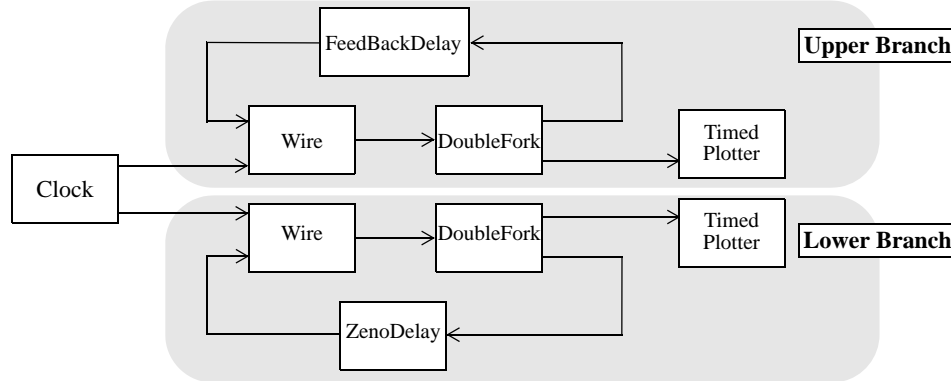 FeedBackDelay
Upper Branch
Wire
DoubleFork
Timed
Plotter
Clock
Wire
DoubleFork
Timed
Plotter
Lower Branch
ZenoDelay